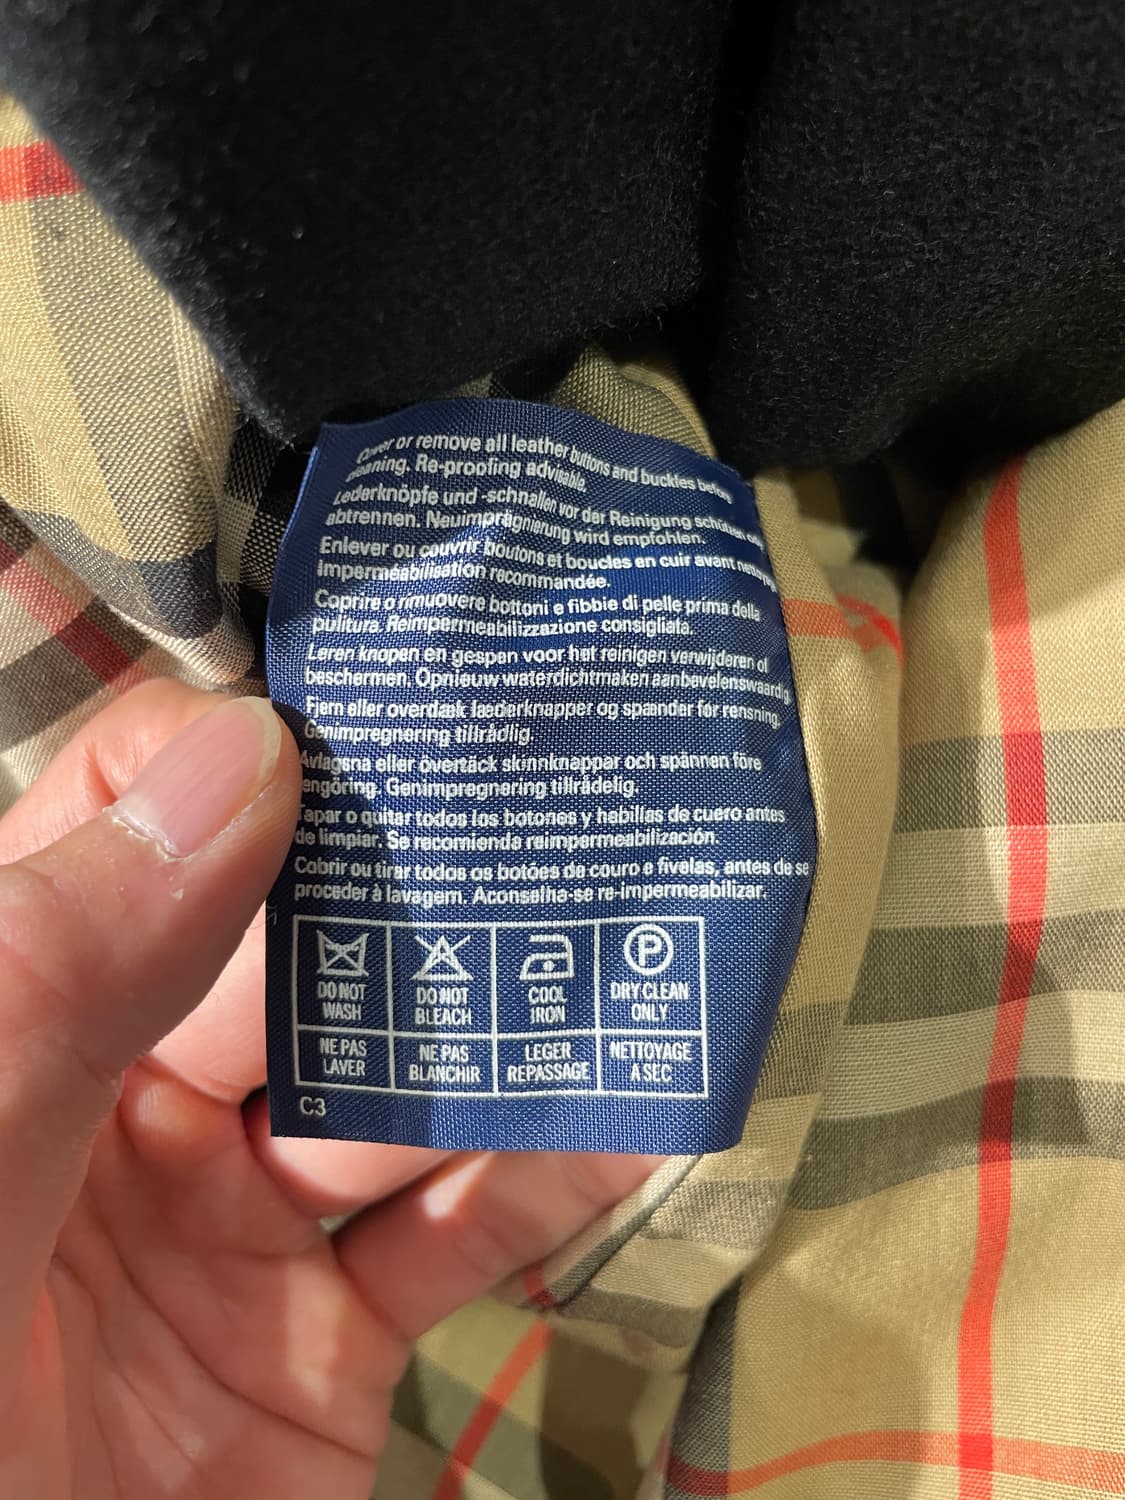 Cover or remove all leather buttons and buckles before
cleaning. Re-proofing advisable.
Lederknöpfe und -schnallen vor der Reinigung schützen
abtrennen. Neuimprägnierung wird empfohlen.
Enlever ou couvrir boutons et boucles en cuir avant nettoyage
Imperméabilisation recommandée.
Coprire o rimuovere bottoni e fibbie di pelle prima della
pulitura. Reimpermeabilizzazione consigliata.
Leren knopen en gespen voor het reinigen verwijderen of
beschermen. Opnieuw waterdichtmaken aanbevelenswaardig.
Fjern eller overdæk læderknapper og spænder før rensning.
Genimpregnering tillrådlig.
Avlagsna eller övertäck skinnknappar och spännen före
rengöring. Genimpregnering tillrådelig.
Tapar o quitar todos los botones y hebillas de cuero antes
de limpiar. Se recomienda reimpermeabilización.
Cobrir ou tirar todos os botões de couro e fivelas, antes de se
proceder à lavagem. Aconselha-se re-impermeabilizar.
P
DO NOT WASH
DO NOT BLEACH
COOL IRON
DRY CLEAN ONLY
NE PAS LAVER
NE PAS BLANCHIR
LEGER REPASSAGE
NETTOYAGE A SEC
C3